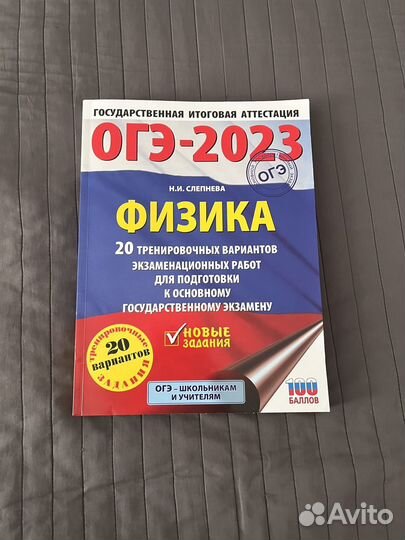 ГОСУДАРСТВЕННАЯ ИТОГОВАЯ АТТЕСТАЦИЯ
ОГЭ-2023
ОГЭ
Н.И. СЛЕПНЕВА
ФИЗИКА
20 ТРЕНИРОВОЧНЫХ ВАРИАНТОВ
ЭКЗАМЕНАЦИОННЫХ РАБОТ
ДЛЯ ПОДГОТОВКИ
К ОСНОВНОМУ
ГОСУДАРСТВЕННОМУ ЭКЗАМЕНУ
НОВЫЕ
ЗАДАНИЯ
ТРЕНИРОВОЧНЫЕ
20
вариантов
ЗАДАНИЯ
ОГЭ – ШКОЛЬНИКАМ
И УЧИТЕЛЯМ
100
БАЛЛОВ
Avito